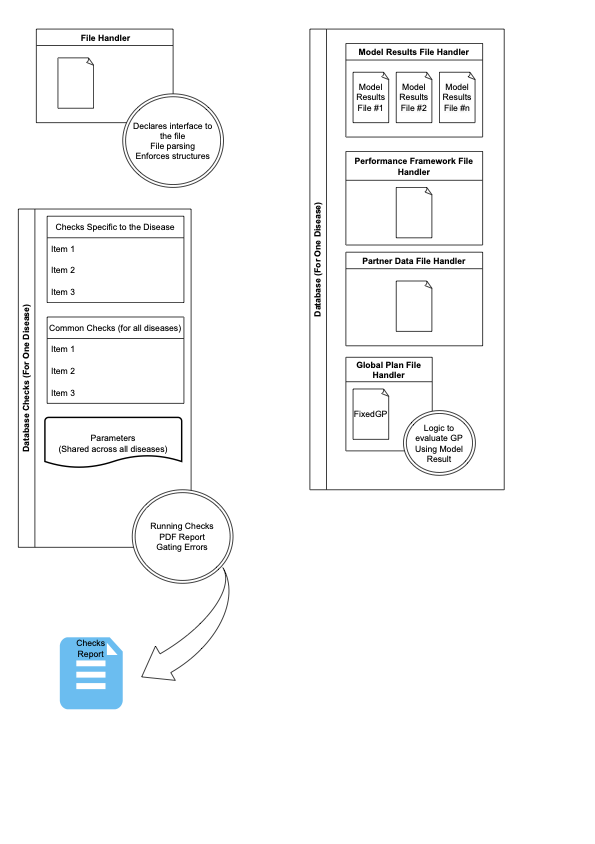 File Handler
Declares interface to
the file
File parsing
Enforces structures
Database Checks (For One Disease)
Checks Specific to the Disease
Item 1
Item 2
Item 3
Common Checks (for all diseases)
Item 1
Item 2
Item 3
Parameters
(Shared across all diseases)
Running Checks
PDF Report
Gating Errors
Checks
Report
Database (For One Disease)
Model Results File Handler
Model
Results
File #1
Model
Results
File #2
Model
Results
File #n
Performance Framework File
Handler
Partner Data File Handler
Global Plan File
Handler
FixedGP
Logic to
evaluate GP
Using Model
Result